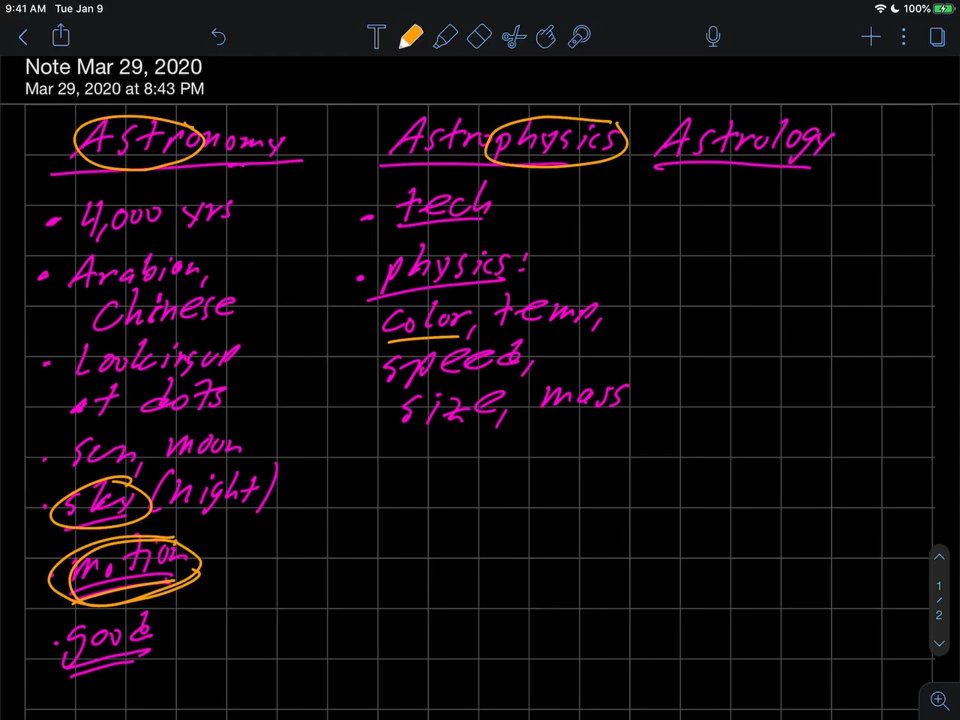 9:41 AM Tue Jan 9
100%
Note Mar 29, 2020
Mar 29, 2020 at 8:43 PM
Astronomy
• 4,000 yrs
• Arabian,
Chinese
• Looking up
at dots
• sun, moon
• sky (night)
• motion
• good
Astrophysics
• tech
• physics:
color, temp,
speed,
size, mass
Astrology
1
/
2